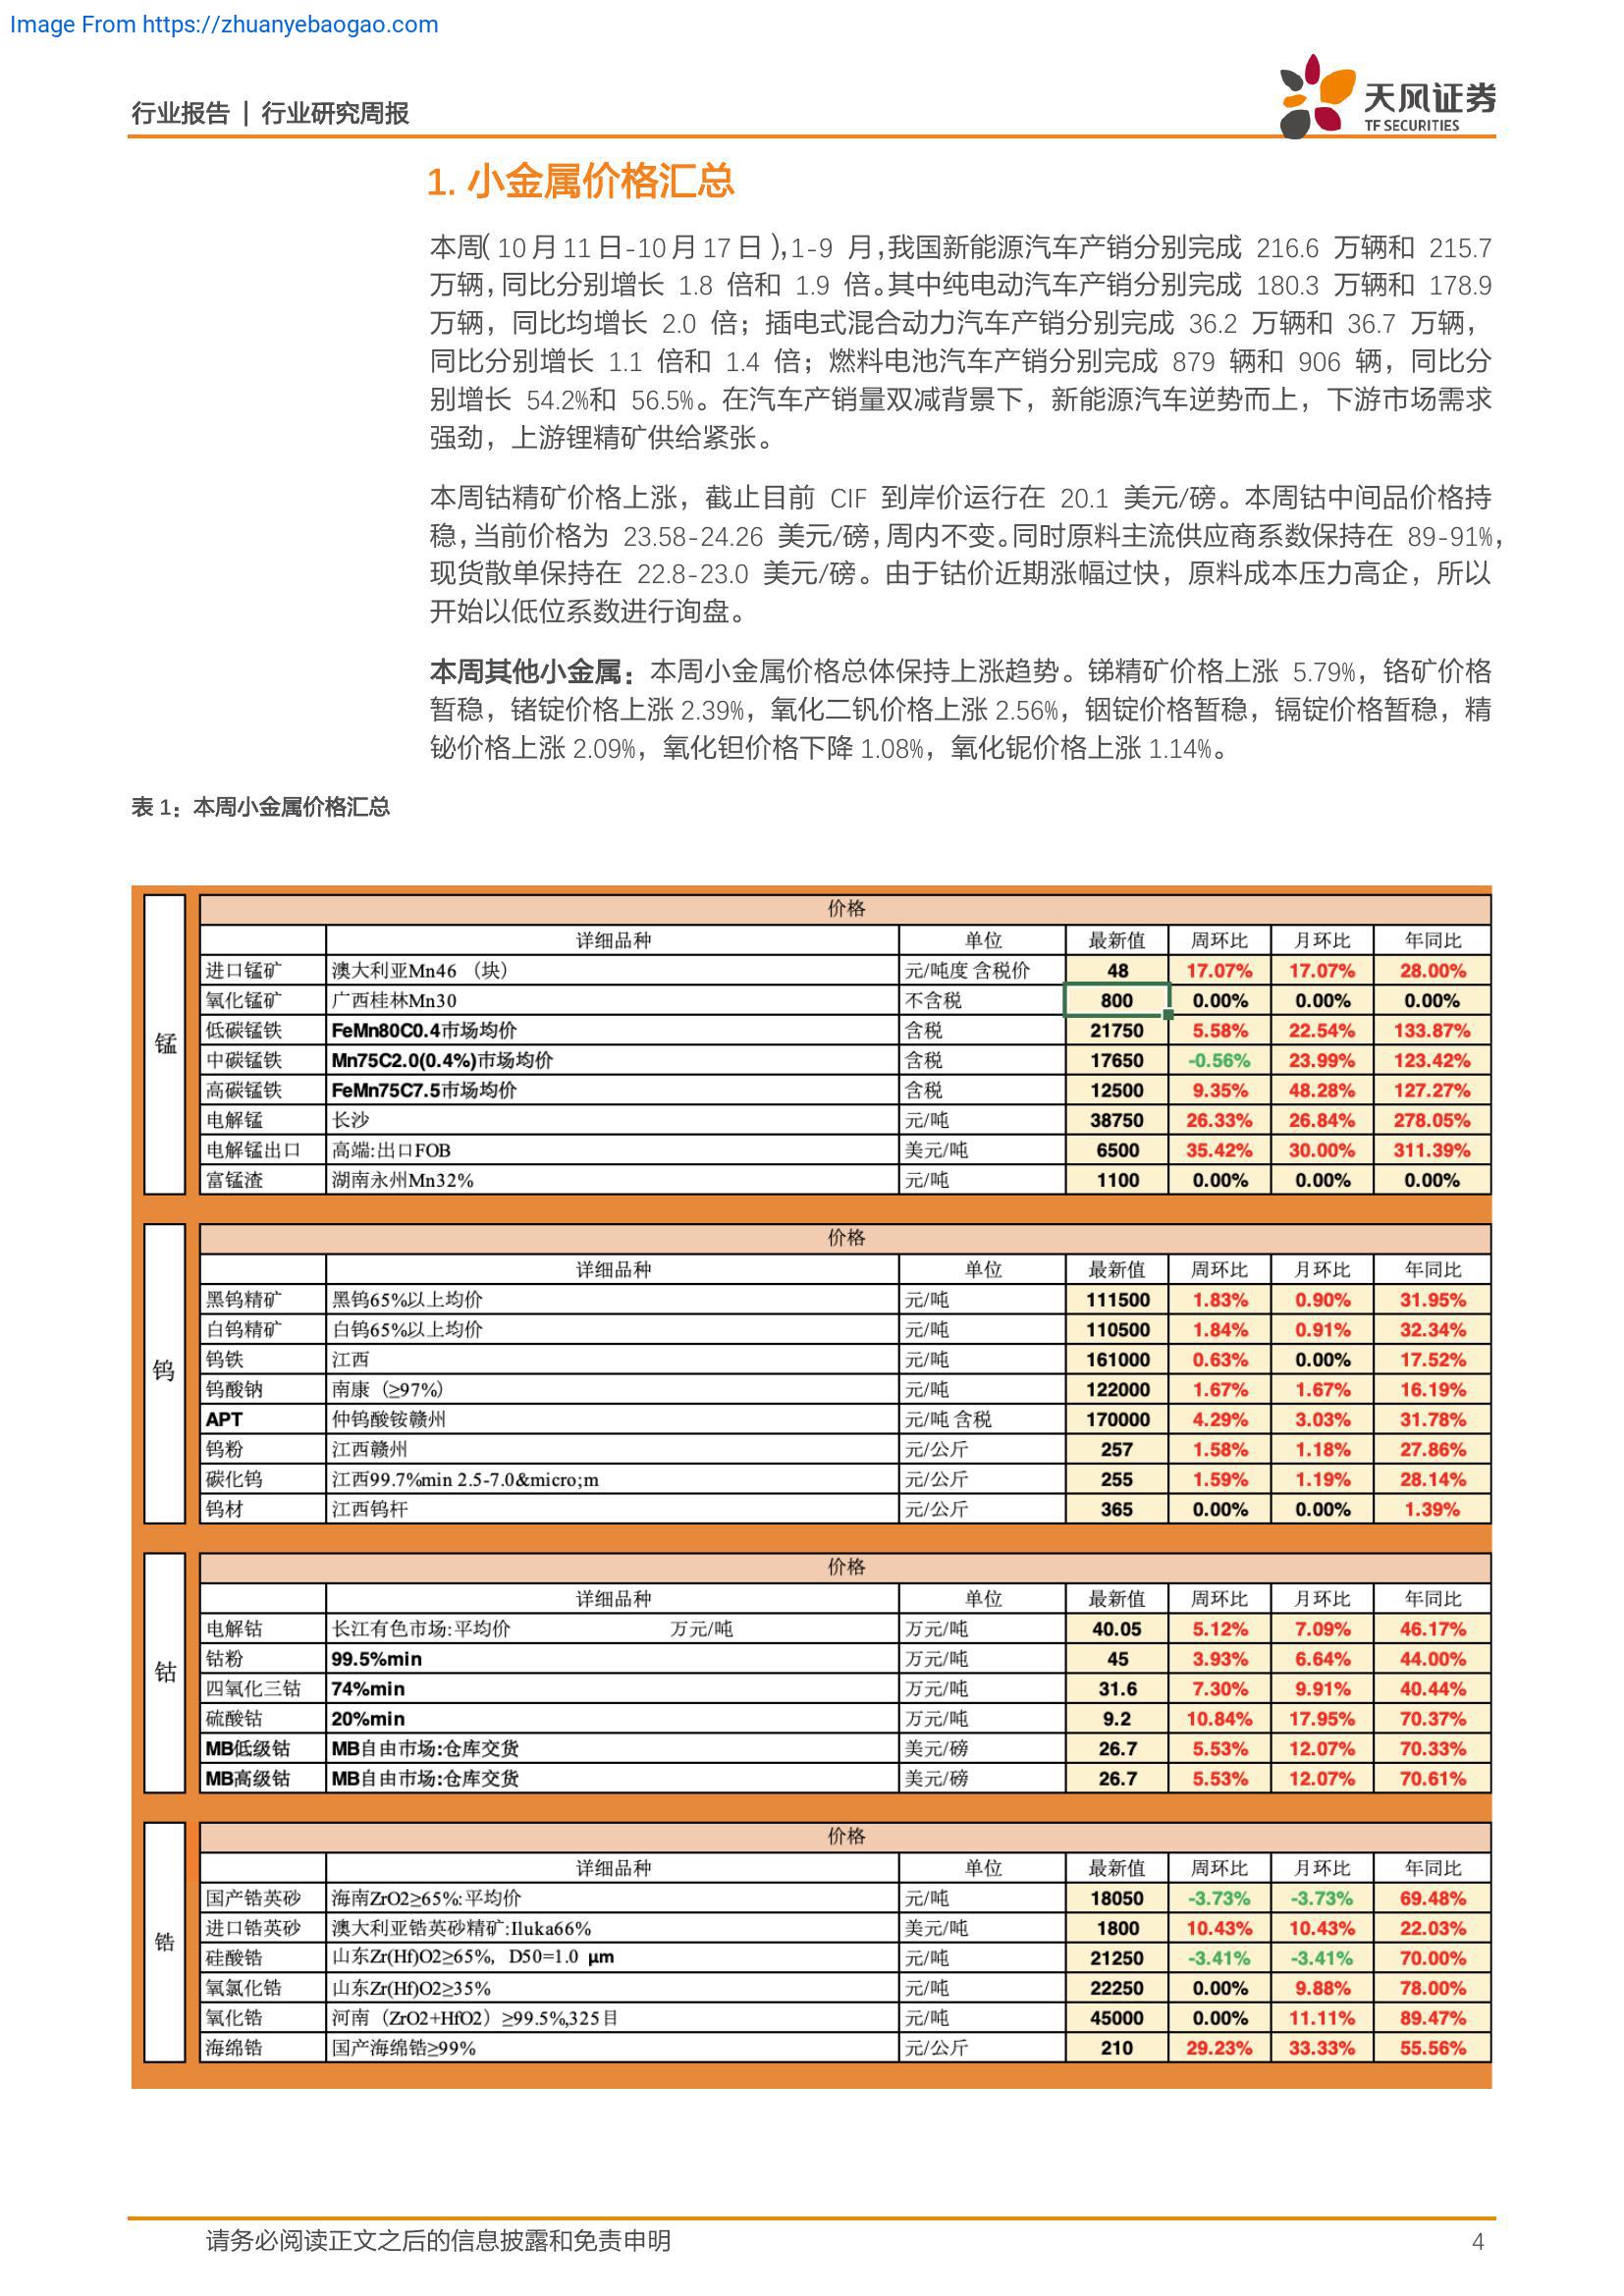 Image From https://zhuanyebaogao.com
行业报告 | 行业研究周报
天风证券
TF SECURITIES
1. 小金属价格汇总
本周(10月11日-10月17日),1-9 月,我国新能源汽车产销分别完成 216.6 万辆和 215.7
万辆,同比分别增长 1.8 倍和 1.9 倍。其中纯电动汽车产销分别完成 180.3 万辆和 178.9
万辆，同比均增长 2.0 倍；插电式混合动力汽车产销分别完成 36.2 万辆和 36.7 万辆，
同比分别增长 1.1 倍和 1.4 倍；燃料电池汽车产销分别完成 879 辆和 906 辆，同比分
别增长 54.2%和 56.5%。在汽车产销量双减背景下，新能源汽车逆势而上，下游市场需求
强劲，上游锂精矿供给紧张。
本周钴精矿价格上涨，截止目前 CIF 到岸价运行在 20.1 美元/磅。本周钴中间品价格持
稳,当前价格为 23.58-24.26 美元/磅,周内不变。同时原料主流供应商系数保持在 89-91%,
现货散单保持在 22.8-23.0 美元/磅。由于钴价近期涨幅过快，原料成本压力高企，所以
开始以低位系数进行询盘。
本周其他小金属：本周小金属价格总体保持上涨趋势。锑精矿价格上涨 5.79%，铬矿价格
暂稳，锗锭价格上涨 2.39%，氧化二钒价格上涨 2.56%，铟锭价格暂稳，镉锭价格暂稳，精
铋价格上涨 2.09%，氧化钽价格下降 1.08%，氧化铌价格上涨 1.14%。
表 1：本周小金属价格汇总
锰
价格
详细品种 单位 最新值 周环比 月环比 年同比
进口锰矿 澳大利亚Mn46 （块） 元/吨度 含税价 48 17.07% 17.07% 28.00%
氧化锰矿 广西桂林Mn30 不含税 800 0.00% 0.00% 0.00%
低碳锰铁 FeMn80C0.4市场均价 含税 21750 5.58% 22.54% 133.87%
中碳锰铁 Mn75C2.0(0.4%)市场均价 含税 17650 -0.56% 23.99% 123.42%
高碳锰铁 FeMn75C7.5市场均价 含税 12500 9.35% 48.28% 127.27%
电解锰 长沙 元/吨 38750 26.33% 26.84% 278.05%
电解锰出口 高端:出口FOB 美元/吨 6500 35.42% 30.00% 311.39%
富锰渣 湖南永州Mn32% 元/吨 1100 0.00% 0.00% 0.00%
钨
价格
详细品种 单位 最新值 周环比 月环比 年同比
黑钨精矿 黑钨65%以上均价 元/吨 111500 1.83% 0.90% 31.95%
白钨精矿 白钨65%以上均价 元/吨 110500 1.84% 0.91% 32.34%
钨铁 江西 元/吨 161000 0.63% 0.00% 17.52%
钨酸钠 南康（≥97%） 元/吨 122000 1.67% 1.67% 16.19%
APT 仲钨酸铵赣州 元/吨 含税 170000 4.29% 3.03% 31.78%
钨粉 江西赣州 元/公斤 257 1.58% 1.18% 27.86%
碳化钨 江西99.7%min 2.5-7.0&micro;m 元/公斤 255 1.59% 1.19% 28.14%
钨材 江西钨杆 元/公斤 365 0.00% 0.00% 1.39%
钴
价格
详细品种 单位 最新值 周环比 月环比 年同比
电解钴 长江有色市场:平均价 万元/吨 万元/吨 40.05 5.12% 7.09% 46.17%
钴粉 99.5%min 万元/吨 45 3.93% 6.64% 44.00%
四氧化三钴 74%min 万元/吨 31.6 7.30% 9.91% 40.44%
硫酸钴 20%min 万元/吨 9.2 10.84% 17.95% 70.37%
MB低级钴 MB自由市场:仓库交货 美元/磅 26.7 5.53% 12.07% 70.33%
MB高级钴 MB自由市场:仓库交货 美元/磅 26.7 5.53% 12.07% 70.61%
锆
价格
详细品种 单位 最新值 周环比 月环比 年同比
国产锆英砂 海南ZrO2≥65%:平均价 元/吨 18050 -3.73% -3.73% 69.48%
进口锆英砂 澳大利亚锆英砂精矿:Iluka66% 美元/吨 1800 10.43% 10.43% 22.03%
硅酸锆 山东Zr(Hf)O2≥65%, D50=1.0 μm 元/吨 21250 -3.41% -3.41% 70.00%
氧氯化锆 山东Zr(Hf)O2≥35% 元/吨 22250 0.00% 9.88% 78.00%
氧化锆 河南（ZrO2+HfO2）≥99.5%,325目 元/吨 45000 0.00% 11.11% 89.47%
海绵锆 国产海绵锆≥99% 元/公斤 210 29.23% 33.33% 55.56%
请务必阅读正文之后的信息披露和免责申明 4